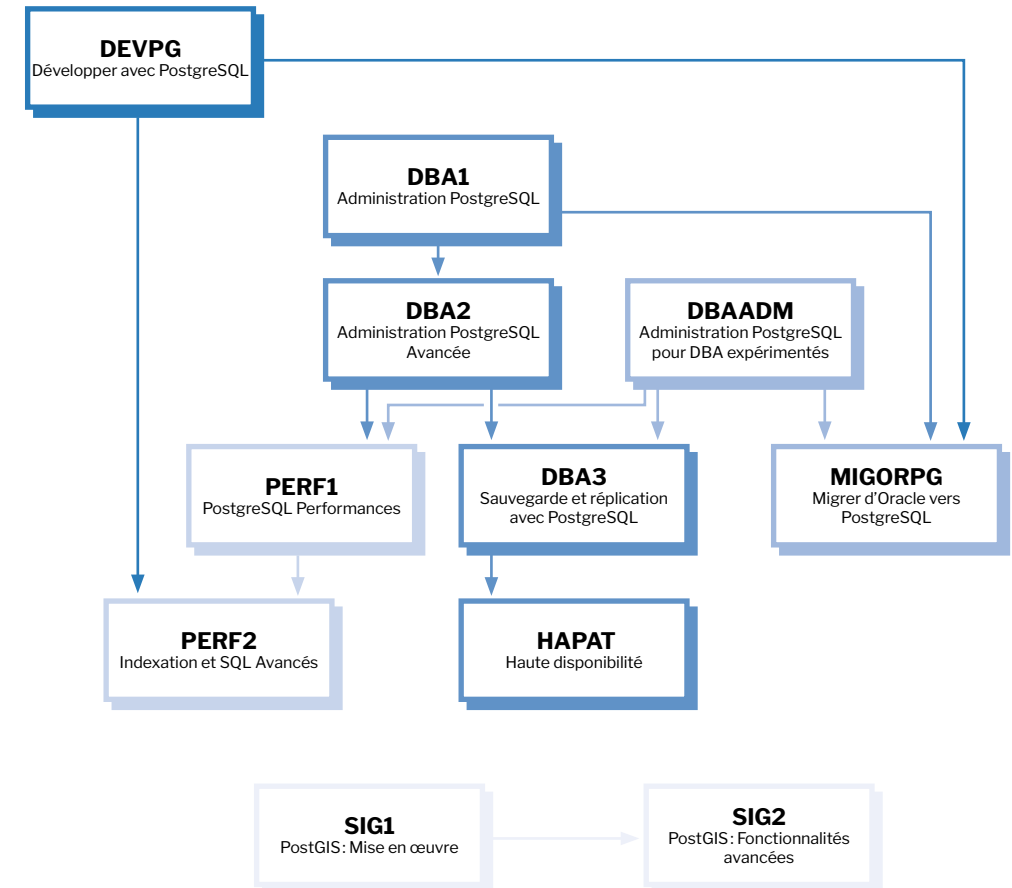 DEVPG
Développer avec PostgreSQL
DBA1
Administration PostgreSQL
DBA2
Administration PostgreSQL
Avancée
DBAADM
Administration PostgreSQL
pour DBA expérimentés
PERF1
PostgreSQL Performances
DBA3
Sauvegarde et réplication
avec PostgreSQL
MIGORPG
Migrer d’Oracle vers
PostgreSQL
PERF2
Indexation et SQL Avancés
HAPAT
Haute disponibilité
SIG1
PostGIS : Mise en œuvre
SIG2
PostGIS : Fonctionnalités
avancées